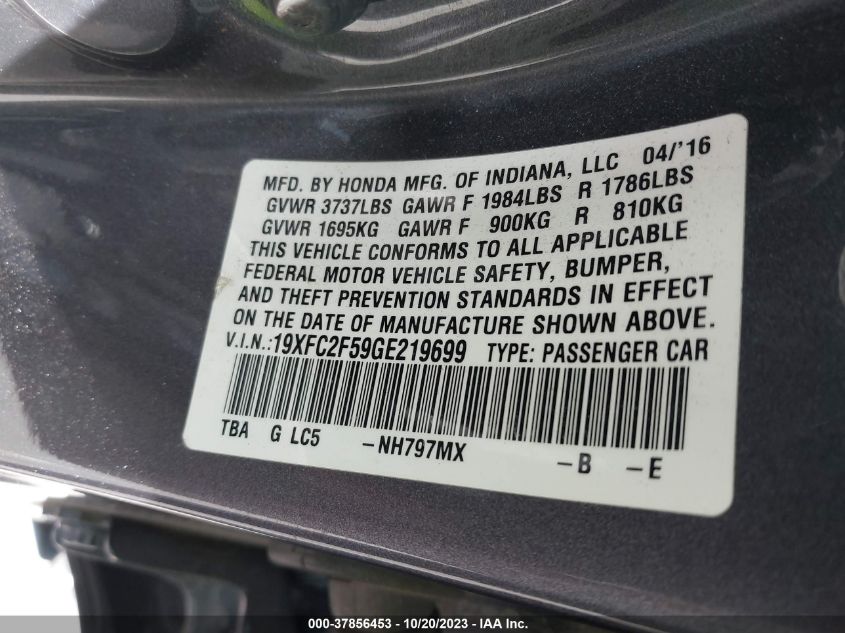 MFD. BY HONDA MFG. OF INDIANA, LLC 04/'16
GVWR 3737LBS GAWR F 1984LBS R 1786LBS
GVWR 1695KG GAWR F 900KG R 810KG
THIS VEHICLE CONFORMS TO ALL APPLICABLE
FEDERAL MOTOR VEHICLE SAFETY, BUMPER,
AND THEFT PREVENTION STANDARDS IN EFFECT
ON THE DATE OF MANUFACTURE SHOWN ABOVE.
V.I.N.:19XFC2F59GE219699 TYPE: PASSENGER CAR
TBA G LC5 -NH797MX -B -E
000-37856453 - 10/20/2023 - IAA Inc.